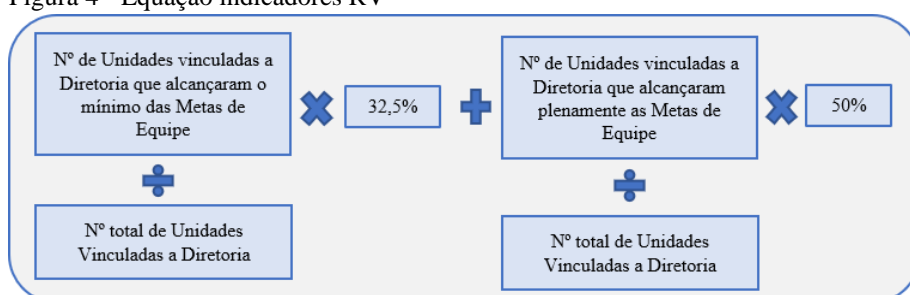 Figura 4 - Equação indicadores RV
Nº de Unidades vinculadas a
Diretoria que alcançaram o
mínimo das Metas de
Equipe
32,5%
Nº de Unidades vinculadas a
Diretoria que alcançaram
plenamente as Metas de
Equipe
50%
Nº total de Unidades
Vinculadas a Diretoria
Nº total de Unidades
Vinculadas a Diretoria